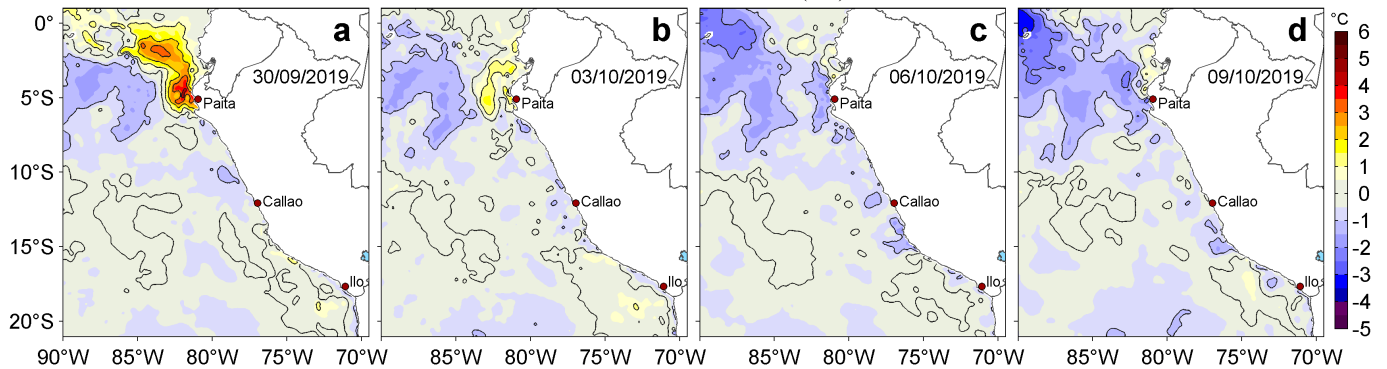 a b c d °C
0° 6
30/09/2019 03/10/2019 06/10/2019 09/10/2019 5
4
5°S Paita Paita Paita Paita 3
2
10°S 1
0
Callao Callao Callao Callao -1
15°S -2
-3
Ilo Ilo Ilo Ilo
20°S -4
-5
90°W 85°W 80°W 75°W 70°W 85°W 80°W 75°W 70°W 85°W 80°W 75°W 70°W 85°W 80°W 75°W 70°W